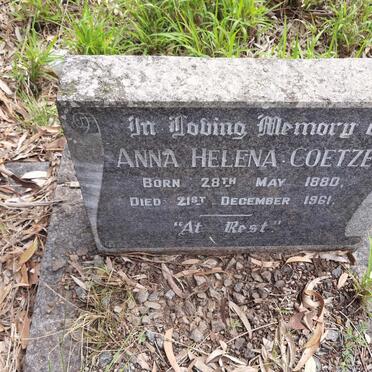 In Loving Memory
ANNA HELENA COETZE
BORN 28TH MAY 1880,
DIED 21ST DECEMBER 1961.
"At Rest"